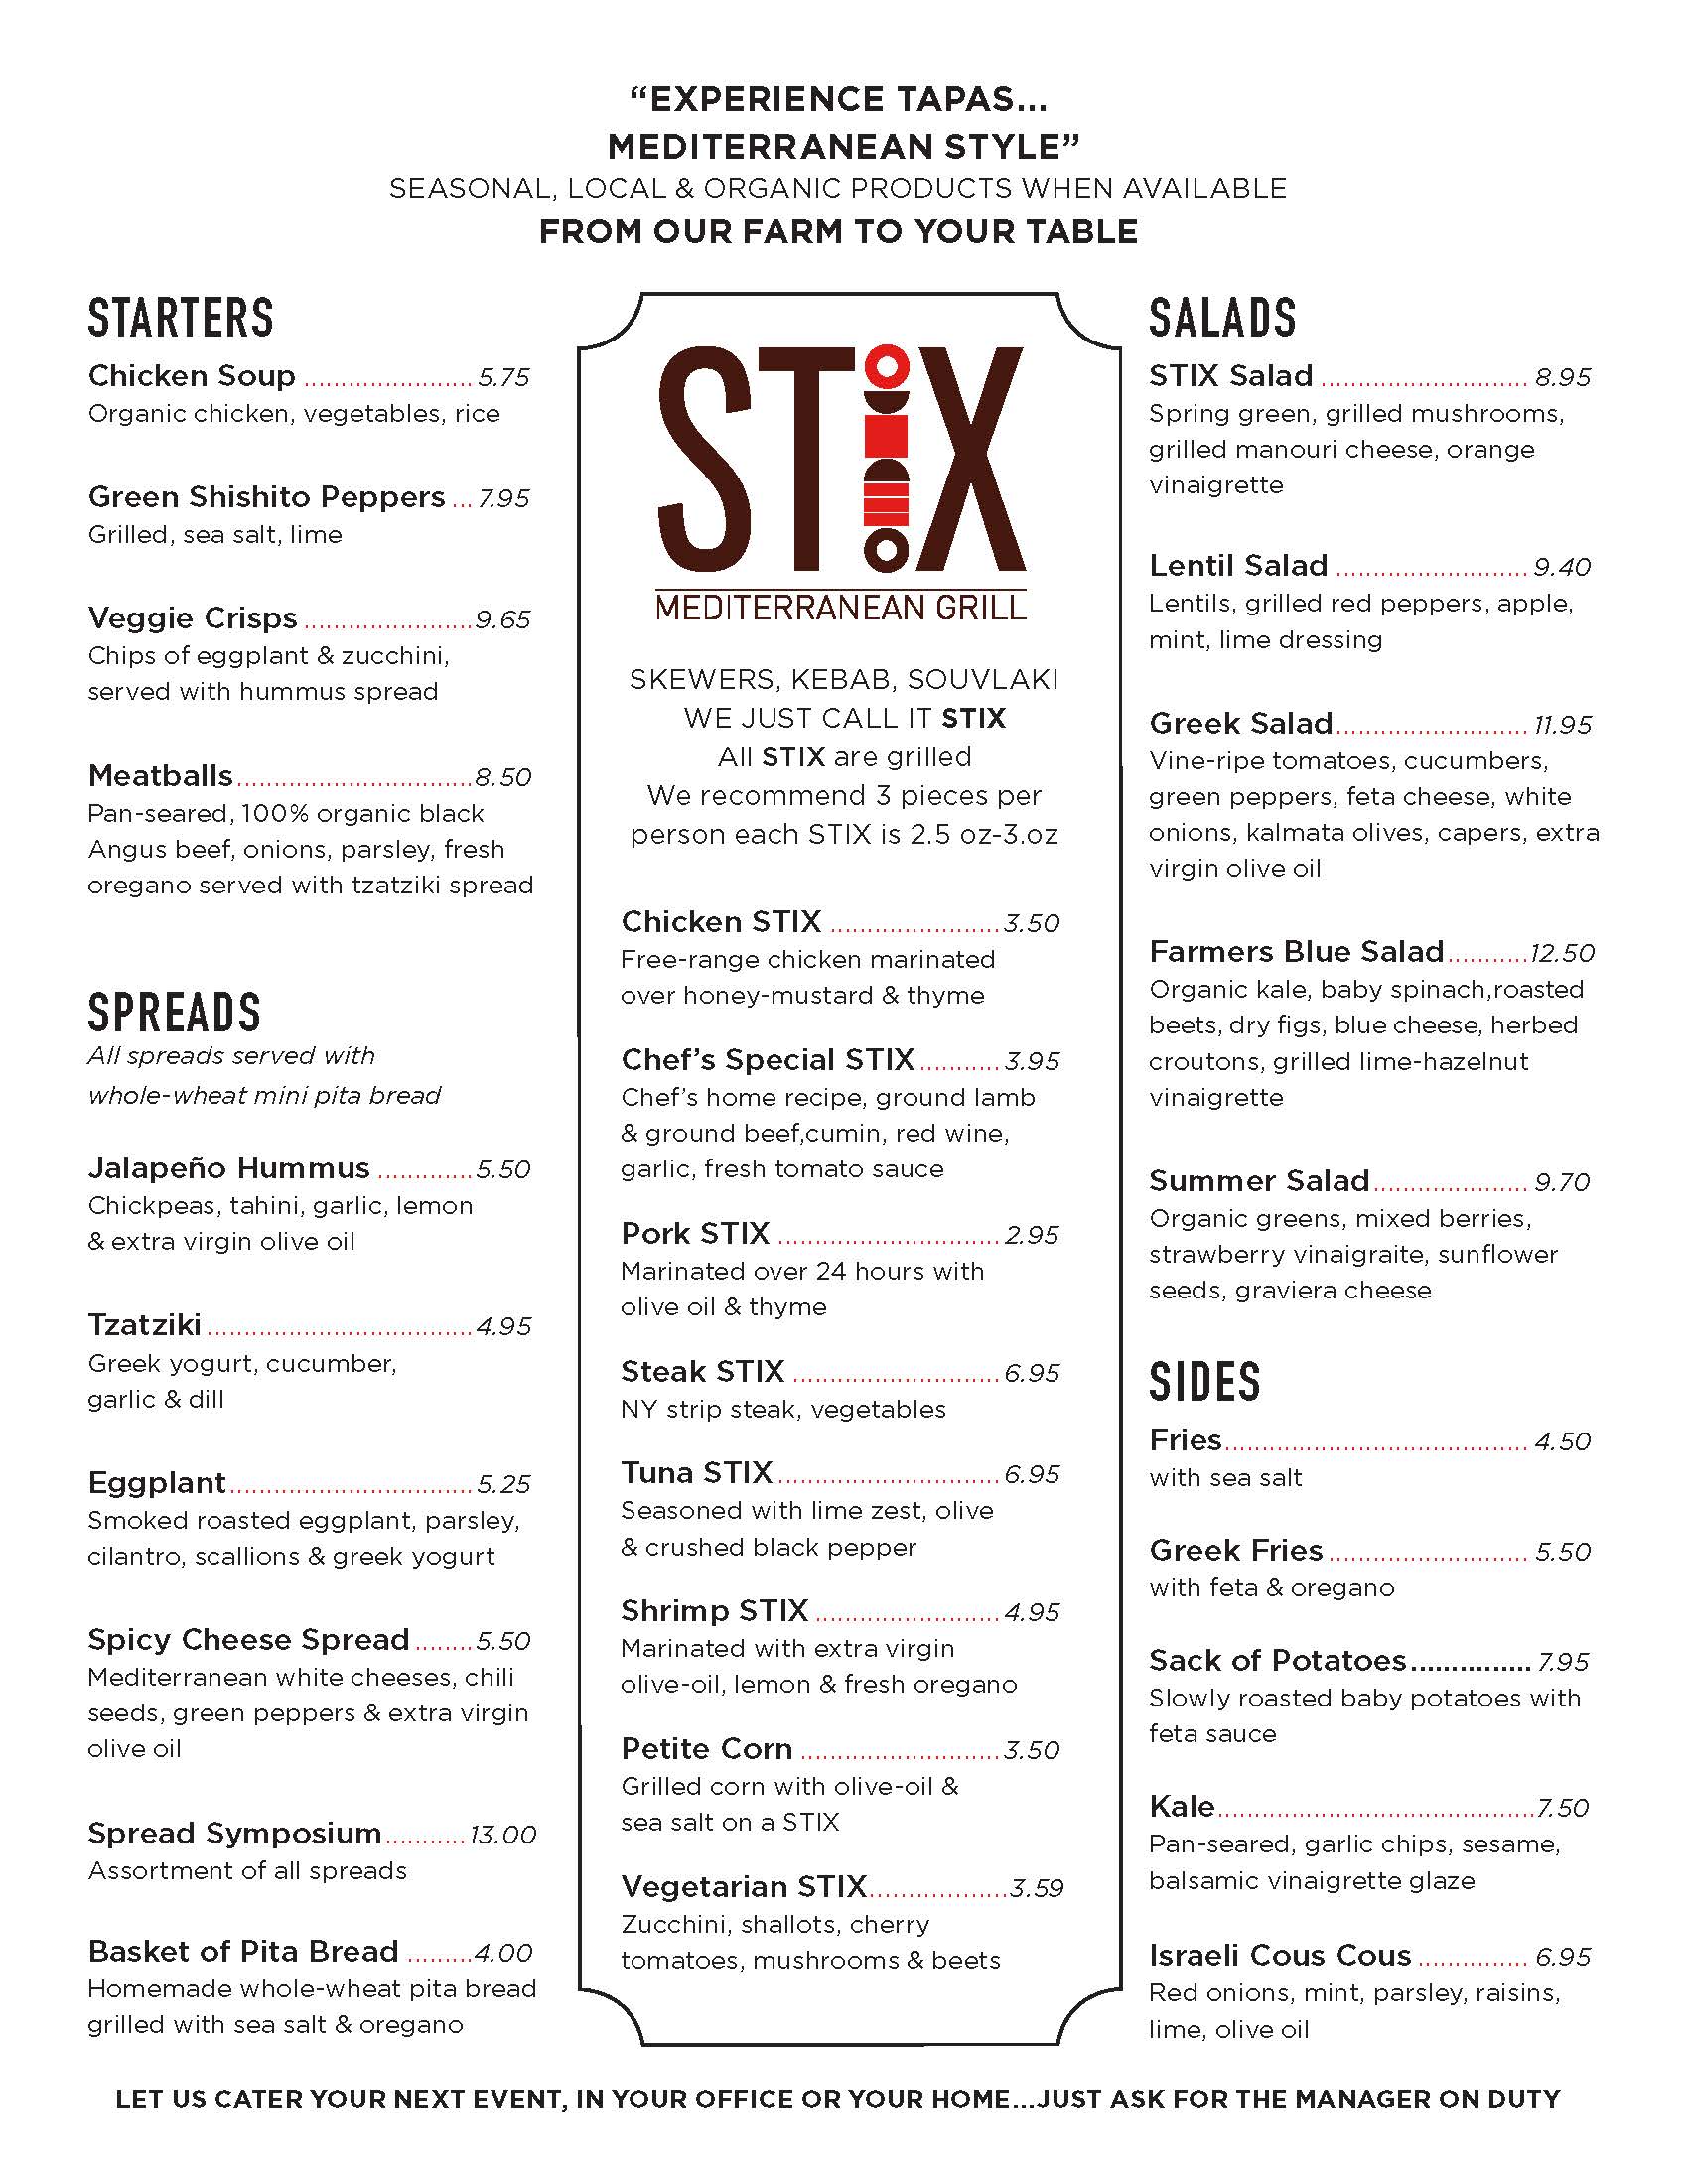 “EXPERIENCE TAPAS...
MEDITERRANEAN STYLE”
SEASONAL, LOCAL & ORGANIC PRODUCTS WHEN AVAILABLE
FROM OUR FARM TO YOUR TABLE
STARTERS
Chicken Soup ....................... 5.75
Organic chicken, vegetables, rice
Green Shishito Peppers ... 7.95
Grilled, sea salt, lime
Veggie Crisps ....................... 9.65
Chips of eggplant & zucchini,
served with hummus spread
Meatballs ................................ 8.50
Pan-seared, 100% organic black
Angus beef, onions, parsley, fresh
oregano served with tzatziki spread
SPREADS
All spreads served with
whole-wheat mini pita bread
Jalapeño Hummus ............. 5.50
Chickpeas, tahini, garlic, lemon
& extra virgin olive oil
Tzatziki .................................... 4.95
Greek yogurt, cucumber,
garlic & dill
Eggplant ................................. 5.25
Smoked roasted eggplant, parsley,
cilantro, scallions & greek yogurt
Spicy Cheese Spread ........ 5.50
Mediterranean white cheeses, chili
seeds, green peppers & extra virgin
olive oil
Spread Symposium ........... 13.00
Assortment of all spreads
Basket of Pita Bread ......... 4.00
Homemade whole-wheat pita bread
grilled with sea salt & oregano
STiX
MEDITERRANEAN GRILL
SKEWERS, KEBAB, SOUVLAKI
WE JUST CALL IT STIX
All STIX are grilled
We recommend 3 pieces per
person each STIX is 2.5 oz-3.oz
Chicken STIX ....................... 3.50
Free-range chicken marinated
over honey-mustard & thyme
Chef’s Special STIX ........... 3.95
Chef’s home recipe, ground lamb
& ground beef,cumin, red wine,
garlic, fresh tomato sauce
Pork STIX .............................. 2.95
Marinated over 24 hours with
olive oil & thyme
Steak STIX ............................ 6.95
NY strip steak, vegetables
Tuna STIX .............................. 6.95
Seasoned with lime zest, olive
& crushed black pepper
Shrimp STIX ......................... 4.95
Marinated with extra virgin
olive-oil, lemon & fresh oregano
Petite Corn ........................... 3.50
Grilled corn with olive-oil &
sea salt on a STIX
Vegetarian STIX .................. 3.59
Zucchini, shallots, cherry
tomatoes, mushrooms & beets
SALADS
STIX Salad ............................ 8.95
Spring green, grilled mushrooms,
grilled manouri cheese, orange
vinaigrette
Lentil Salad .......................... 9.40
Lentils, grilled red peppers, apple,
mint, lime dressing
Greek Salad .......................... 11.95
Vine-ripe tomatoes, cucumbers,
green peppers, feta cheese, white
onions, kalmata olives, capers, extra
virgin olive oil
Farmers Blue Salad ........... 12.50
Organic kale, baby spinach,roasted
beets, dry figs, blue cheese, herbed
croutons, grilled lime-hazelnut
vinaigrette
Summer Salad ..................... 9.70
Organic greens, mixed berries,
strawberry vinaigraite, sunflower
seeds, graviera cheese
SIDES
Fries ......................................... 4.50
with sea salt
Greek Fries ........................... 5.50
with feta & oregano
Sack of Potatoes ............... 7.95
Slowly roasted baby potatoes with
feta sauce
Kale ......................................... 7.50
Pan-seared, garlic chips, sesame,
balsamic vinaigrette glaze
Israeli Cous Cous ............... 6.95
Red onions, mint, parsley, raisins,
lime, olive oil
LET US CATER YOUR NEXT EVENT, IN YOUR OFFICE OR YOUR HOME...JUST ASK FOR THE MANAGER ON DUTY